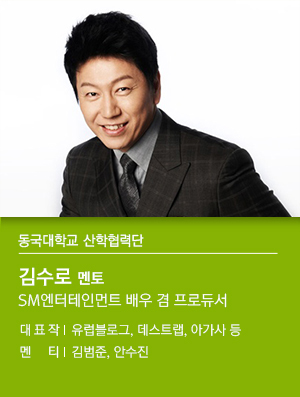 동국대학교 산학협력단
김수로 멘토
SM엔터테인먼트 배우 겸 프로듀서
대 표 작 l 유럽블로그, 데스트랩, 아가사 등
멘 티 l 김범준, 안수진